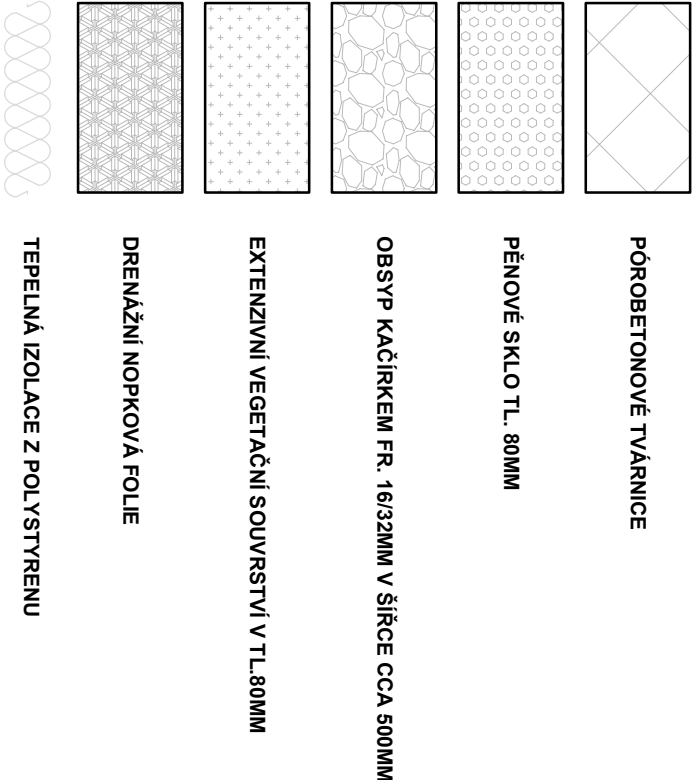 PÓROBETONOVÉ TVÁRNICE
PĚNOVÉ SKLO TL. 80MM
OBSYP KAČÍRKEM FR. 16/32MM V ŠÍŘCE CCA 500MM
EXTENZIVNÍ VEGETAČNÍ SOUVRSTVÍ V TL.80MM
DRENÁŽNÍ NOPKOVÁ FOLIE
TEPELNÁ IZOLACE Z POLYSTYRENU